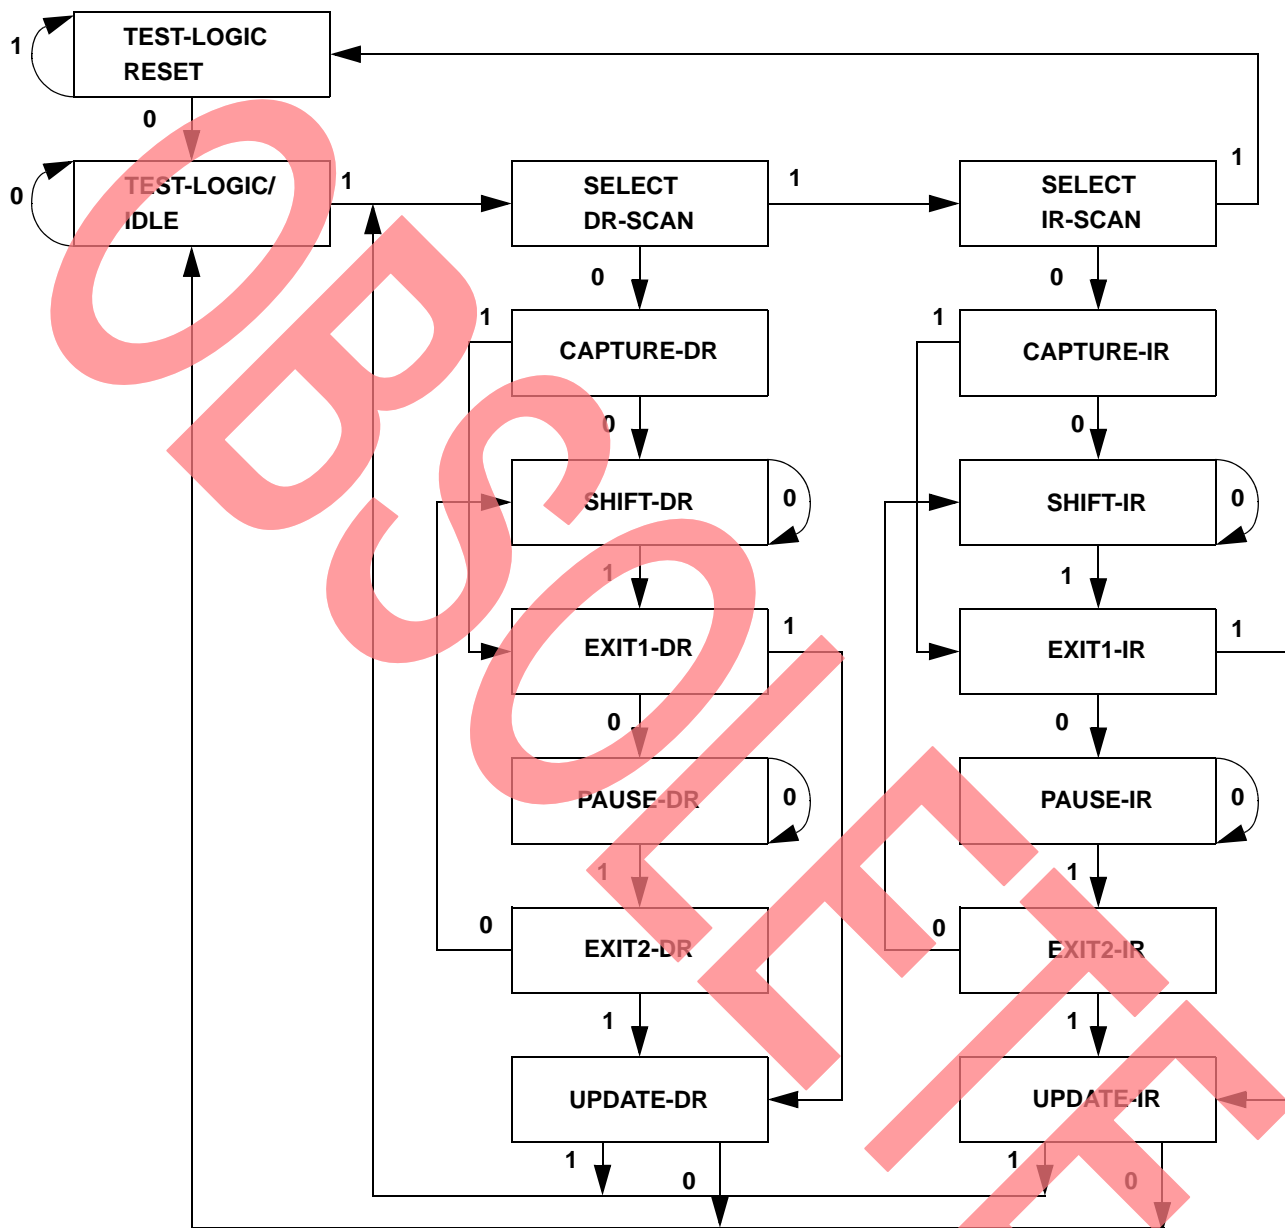 TEST-LOGIC
RESET
1
0
TEST-LOGIC/
IDLE
0
1
SELECT
DR-SCAN
1
SELECT
IR-SCAN
1
0
0
1
CAPTURE-DR
1
CAPTURE-IR
0
0
SHIFT-DR
0
SHIFT-IR
0
1
1
EXIT1-DR
1
EXIT1-IR
1
0
0
PAUSE-DR
0
PAUSE-IR
0
1
1
0
EXIT2-DR
0
EXIT2-IR
1
1
UPDATE-DR
UPDATE-IR
1
0
1
0
OBSOLETE